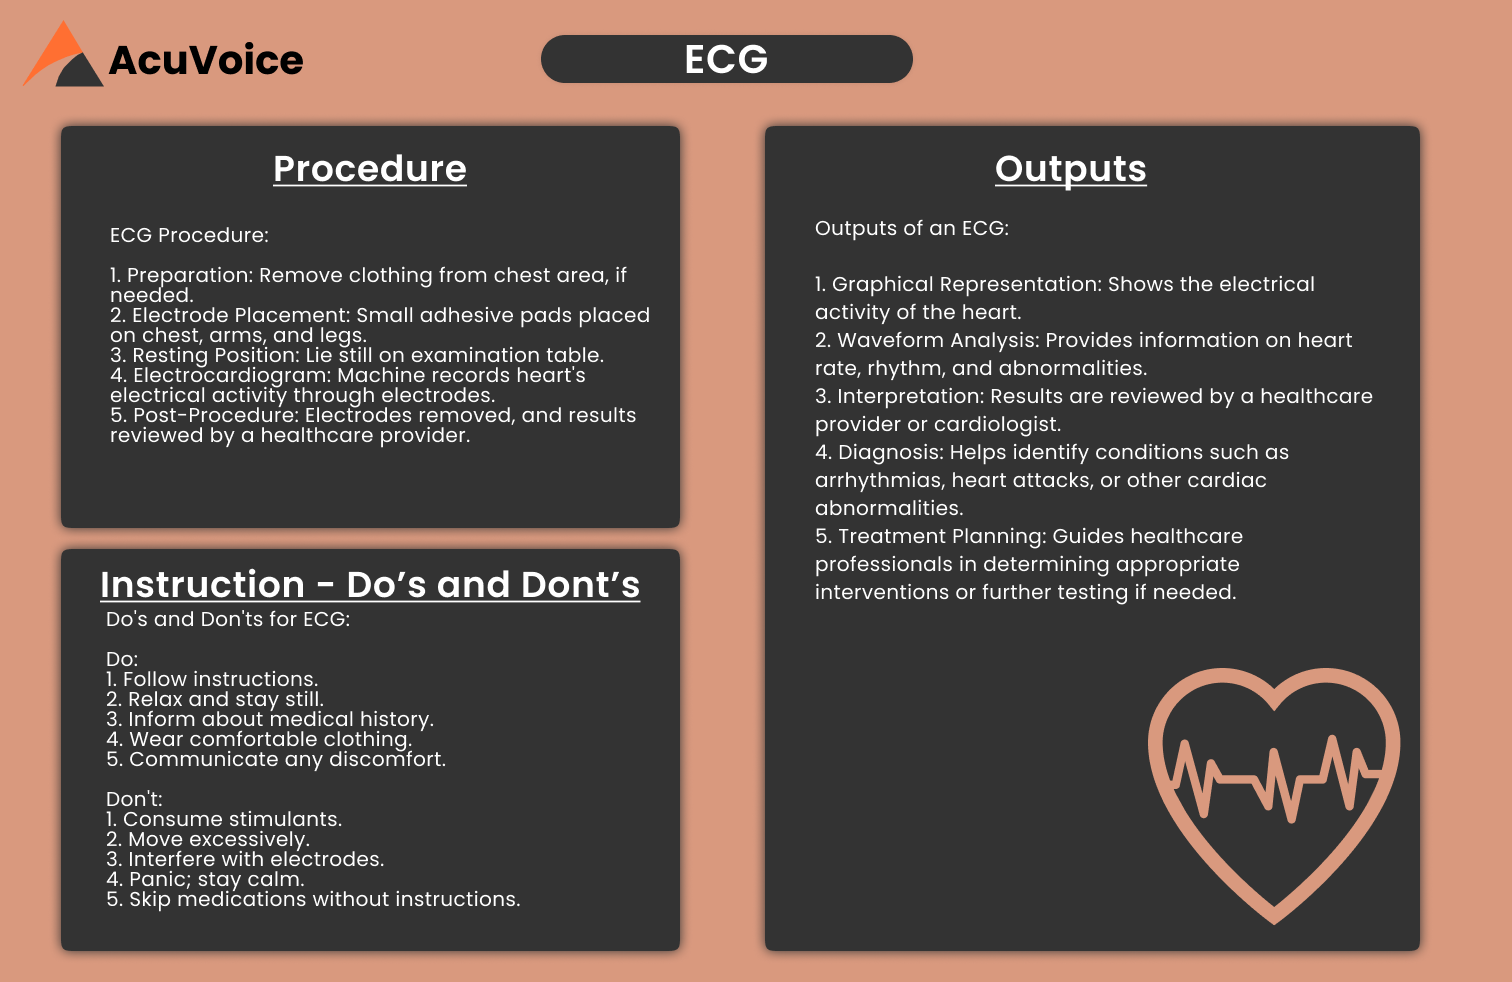 AcuVoice
ECG
Procedure
ECG Procedure:
1. Preparation: Remove clothing from chest area, if
needed.
2. Electrode Placement: Small adhesive pads placed
on chest, arms, and legs.
3. Resting Position: Lie still on examination table.
4. Electrocardiogram: Machine records heart's
electrical activity through electrodes.
5. Post-Procedure: Electrodes removed, and results
reviewed by a healthcare provider.
Instruction - Do’s and Dont’s
Do's and Don'ts for ECG:
Do:
1. Follow instructions.
2. Relax and stay still.
3. Inform about medical history.
4. Wear comfortable clothing.
5. Communicate any discomfort.
Don't:
1. Consume stimulants.
2. Move excessively.
3. Interfere with electrodes.
4. Panic; stay calm.
5. Skip medications without instructions.
Outputs
Outputs of an ECG:
1. Graphical Representation: Shows the electrical
activity of the heart.
2. Waveform Analysis: Provides information on heart
rate, rhythm, and abnormalities.
3. Interpretation: Results are reviewed by a healthcare
provider or cardiologist.
4. Diagnosis: Helps identify conditions such as
arrhythmias, heart attacks, or other cardiac
abnormalities.
5. Treatment Planning: Guides healthcare
professionals in determining appropriate
interventions or further testing if needed.